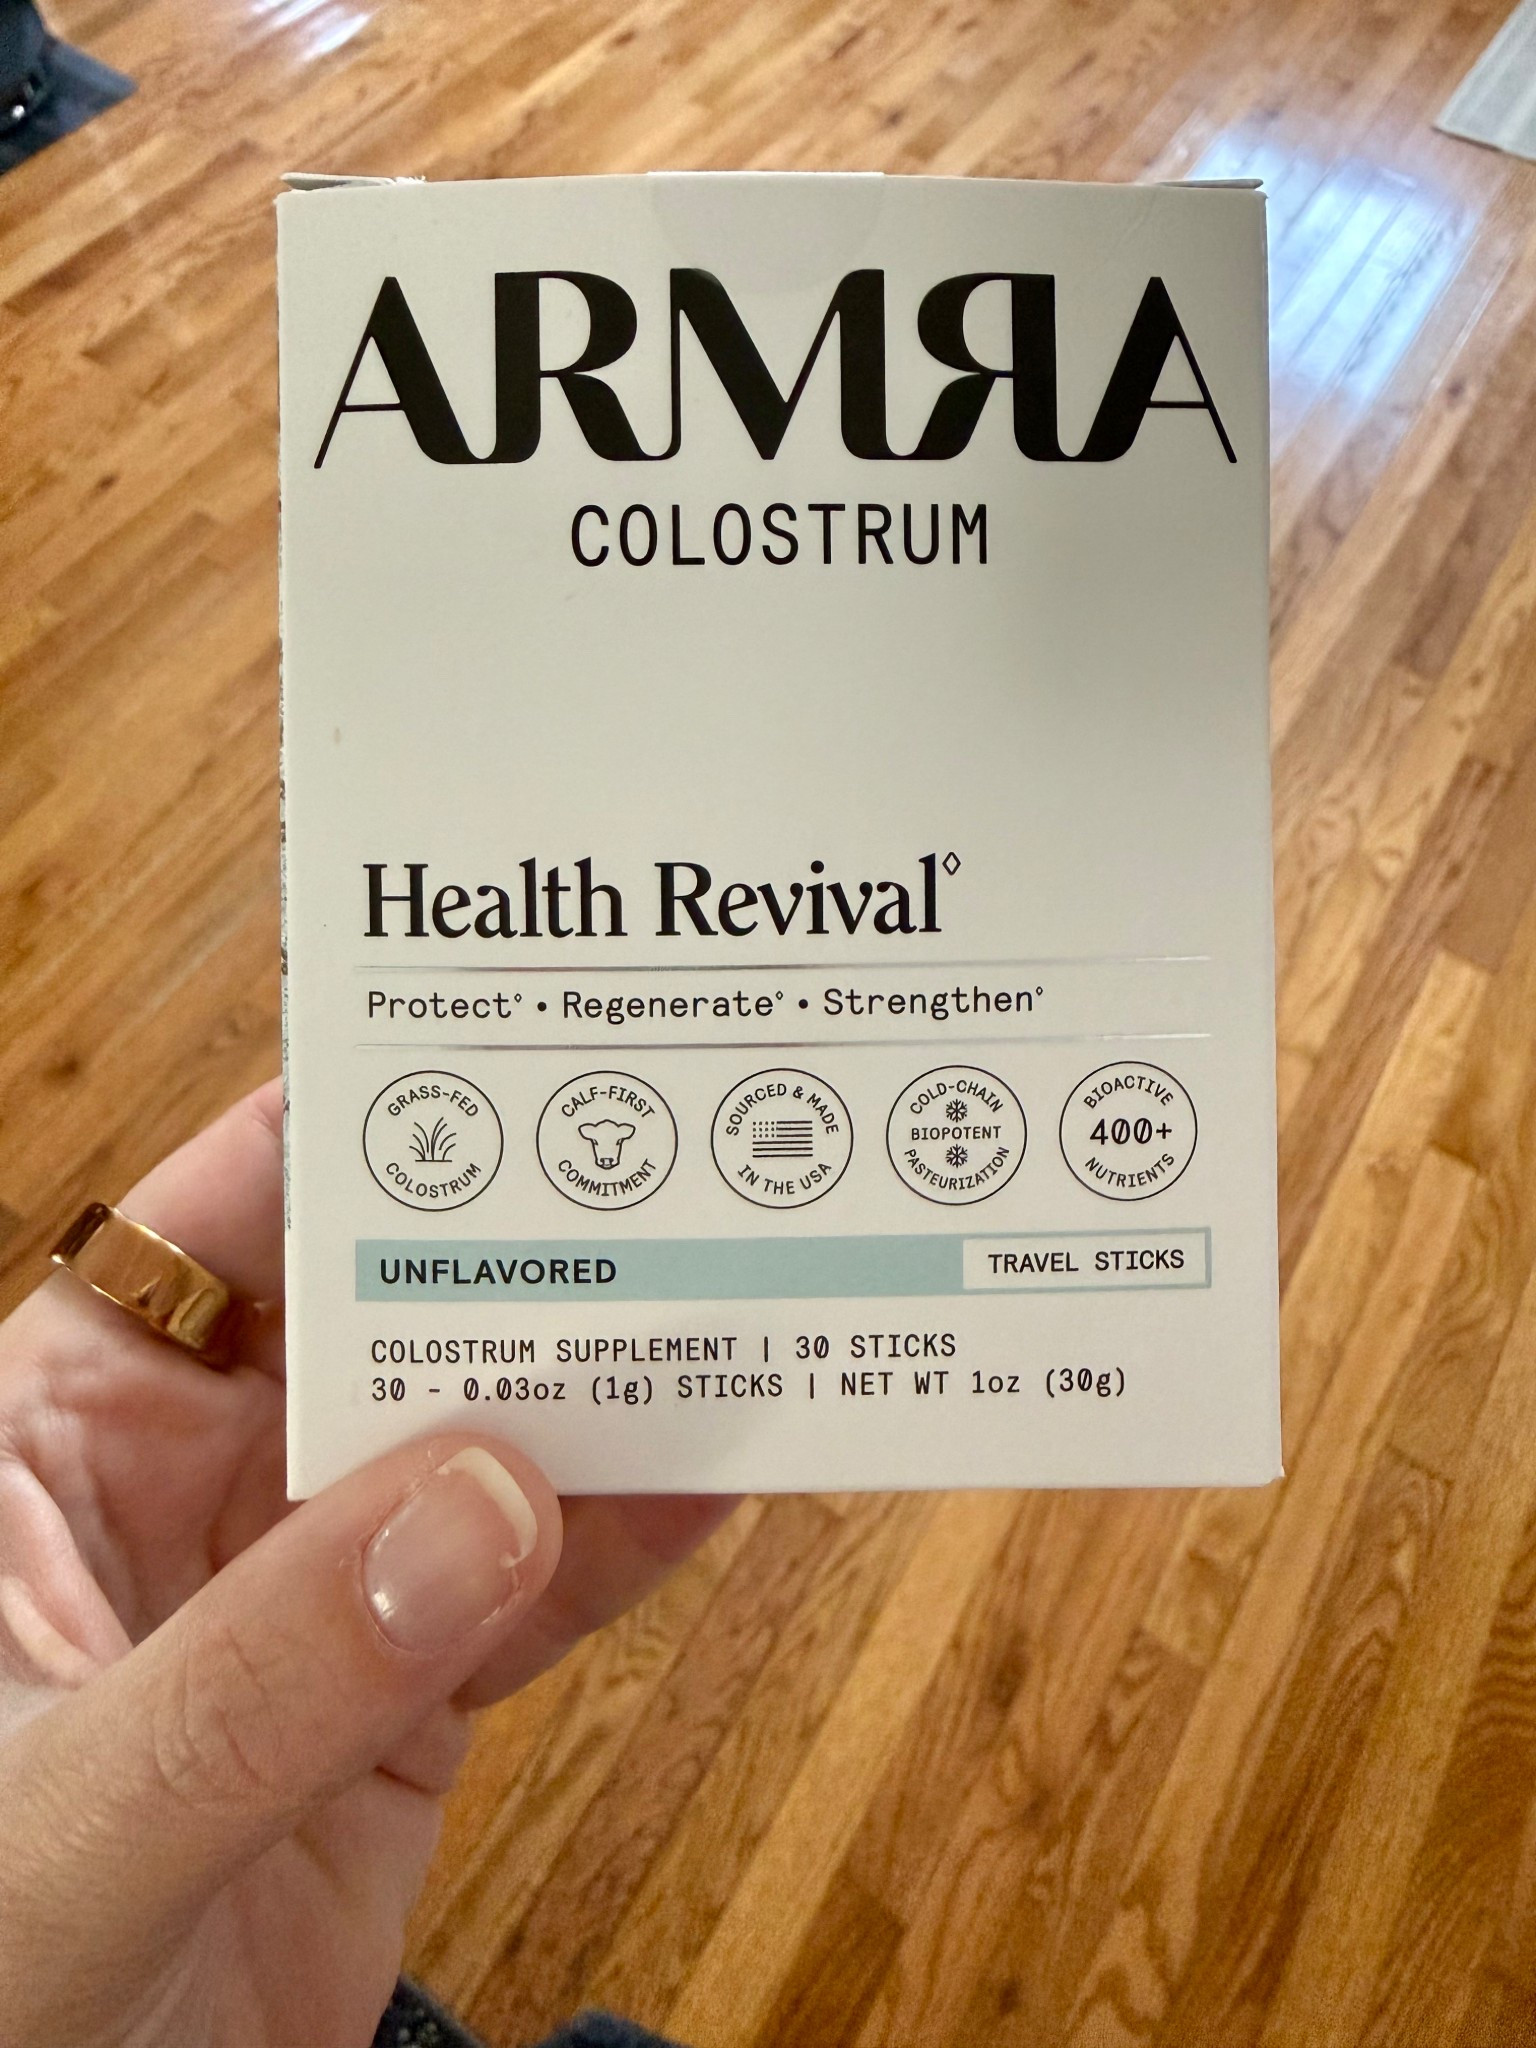 ARMRA
COLOSTRUM
Health Revival◊
Protect◊ • Regenerate◊ • Strengthen◊
GRASS-FED
COLOSTRUM
CALF-FIRST
COMMITMENT
SOURCED & MADE
IN THE USA
COLD-CHAIN
BIOPOTENT
PASTEURIZATION
BIOACTIVE
400+
NUTRIENTS
UNFLAVORED
TRAVEL STICKS
COLOSTRUM SUPPLEMENT | 30 STICKS
30 - 0.03oz (1g) STICKS | NET WT 1oz (30g)